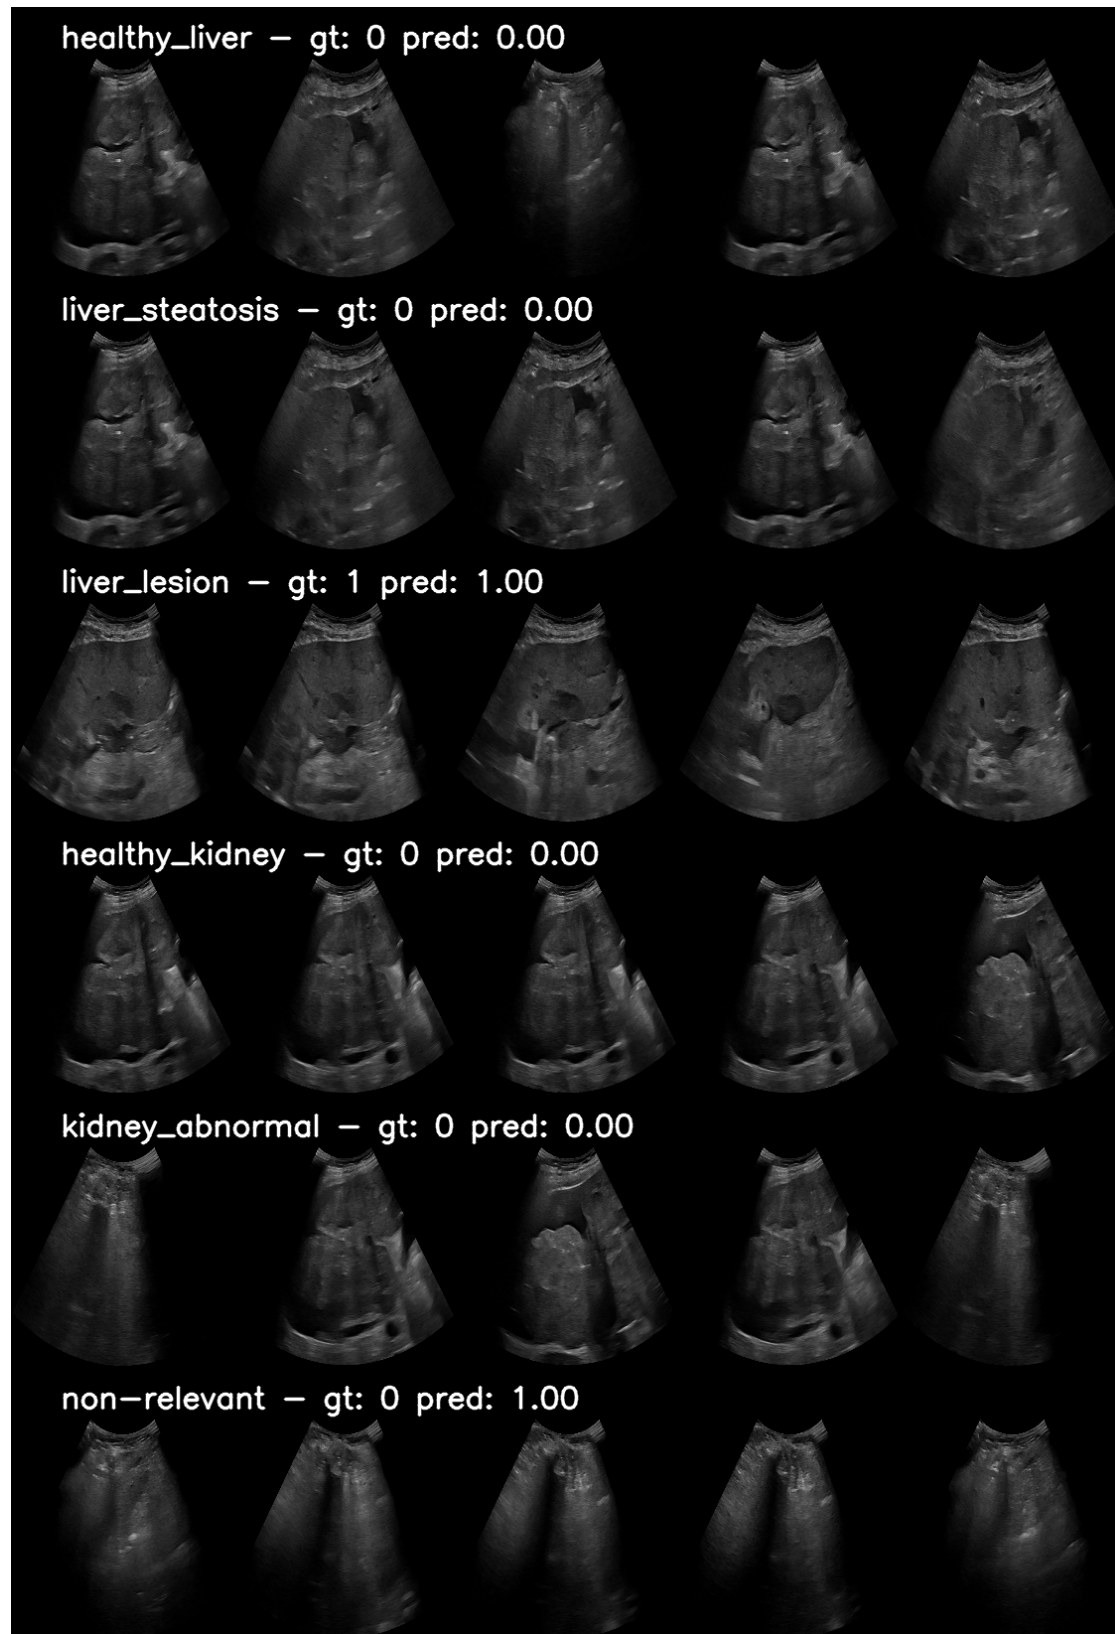 healthy_liver – gt: 0 pred: 0.00
liver_steatosis – gt: 0 pred: 0.00
liver_lesion – gt: 1 pred: 1.00
healthy_kidney – gt: 0 pred: 0.00
kidney_abnormal – gt: 0 pred: 0.00
non-relevant – gt: 0 pred: 1.00